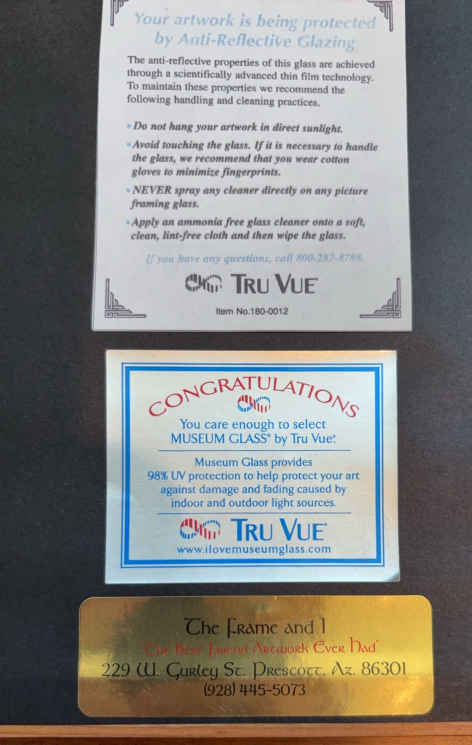 Your artwork is being protected
by Anti-Reflective Glazing
The anti-reflective properties of this glass are achieved
through a scientifically advanced thin film technology.
To maintain these properties we recommend the
following handling and cleaning practices.
Do not hang your artwork in direct sunlight.
Avoid touching the glass. If it is necessary to handle
the glass, we recommend that you wear cotton
gloves to minimize fingerprints.
NEVER spray any cleaner directly on any picture
framing glass.
Apply an ammonia free glass cleaner onto a soft,
clean, lint-free cloth and then wipe the glass.
If you have any questions, call 800-282-8788.
TRU VUE
Item No.180-0012
CONGRATULATIONS
You care enough to select
MUSEUM GLASS® by Tru Vue®.
Museum Glass provides
98% UV protection to help protect your art
against damage and fading caused by
indoor and outdoor light sources.
TRU VUE®
www.ilovemuseumglass.com
The Frame and I
"The Best Friend Artwork Ever Had"
229 W. Gurley St. Prescott, Az. 86301
(928) 445-5073